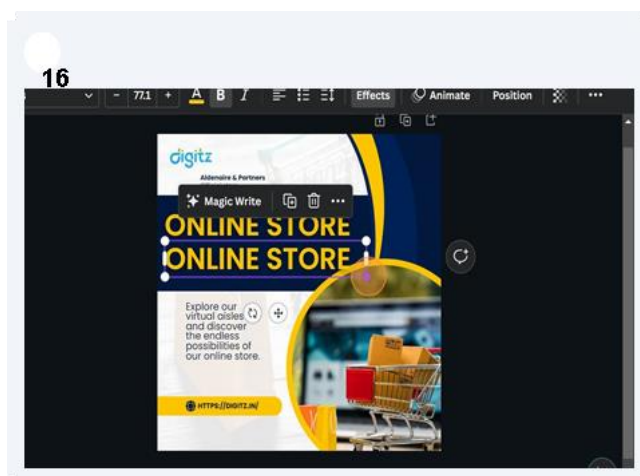 16
- 77.1 + A B I Effects Animate Position
digitz
Aldenaire & Partners
Magic Write
ONLINE STORE
ONLINE STORE
Explore our
virtual aisles
and discover
the endless
possibilities of
our online store.
HTTPS://DIGITZ.IN/